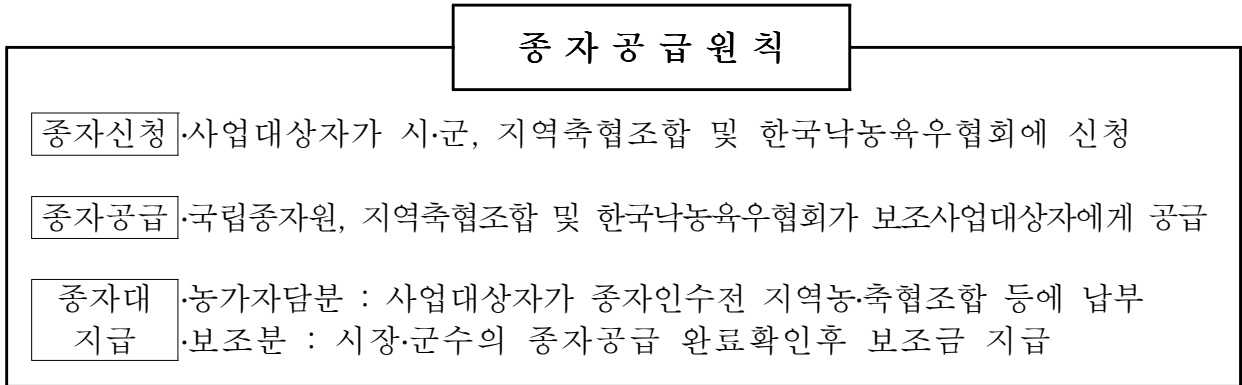 종 자 공 급 원 칙
종자신청 ·사업대상자가 시·군, 지역축협조합 및 한국낙농육우협회에 신청
종자공급 ·국립종자원, 지역축협조합 및 한국낙농육우협회가 보조사업대상자에게 공급
종자대 ·농가자담분 : 사업대상자가 종자인수전 지역농·축협조합 등에 납부
지급 ·보조분 : 시장·군수의 종자공급 완료확인후 보조금 지급